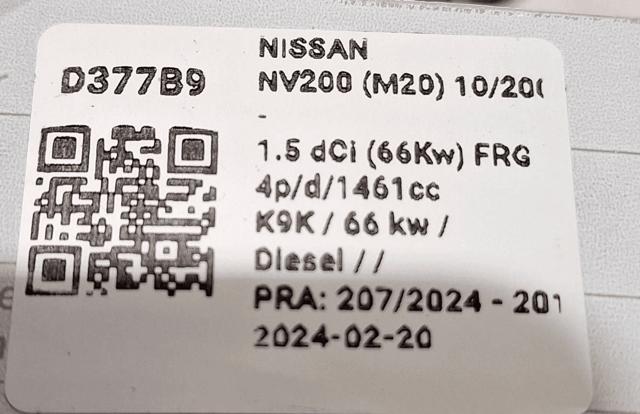 D377B9
NISSAN
NV200 (M20) 10/20
-
1.5 dCi (66Kw) FRG
4p/d/1461cc
K9K / 66 kw /
Diesel / /
PRA: 207/2024 - 201
2024-02-20